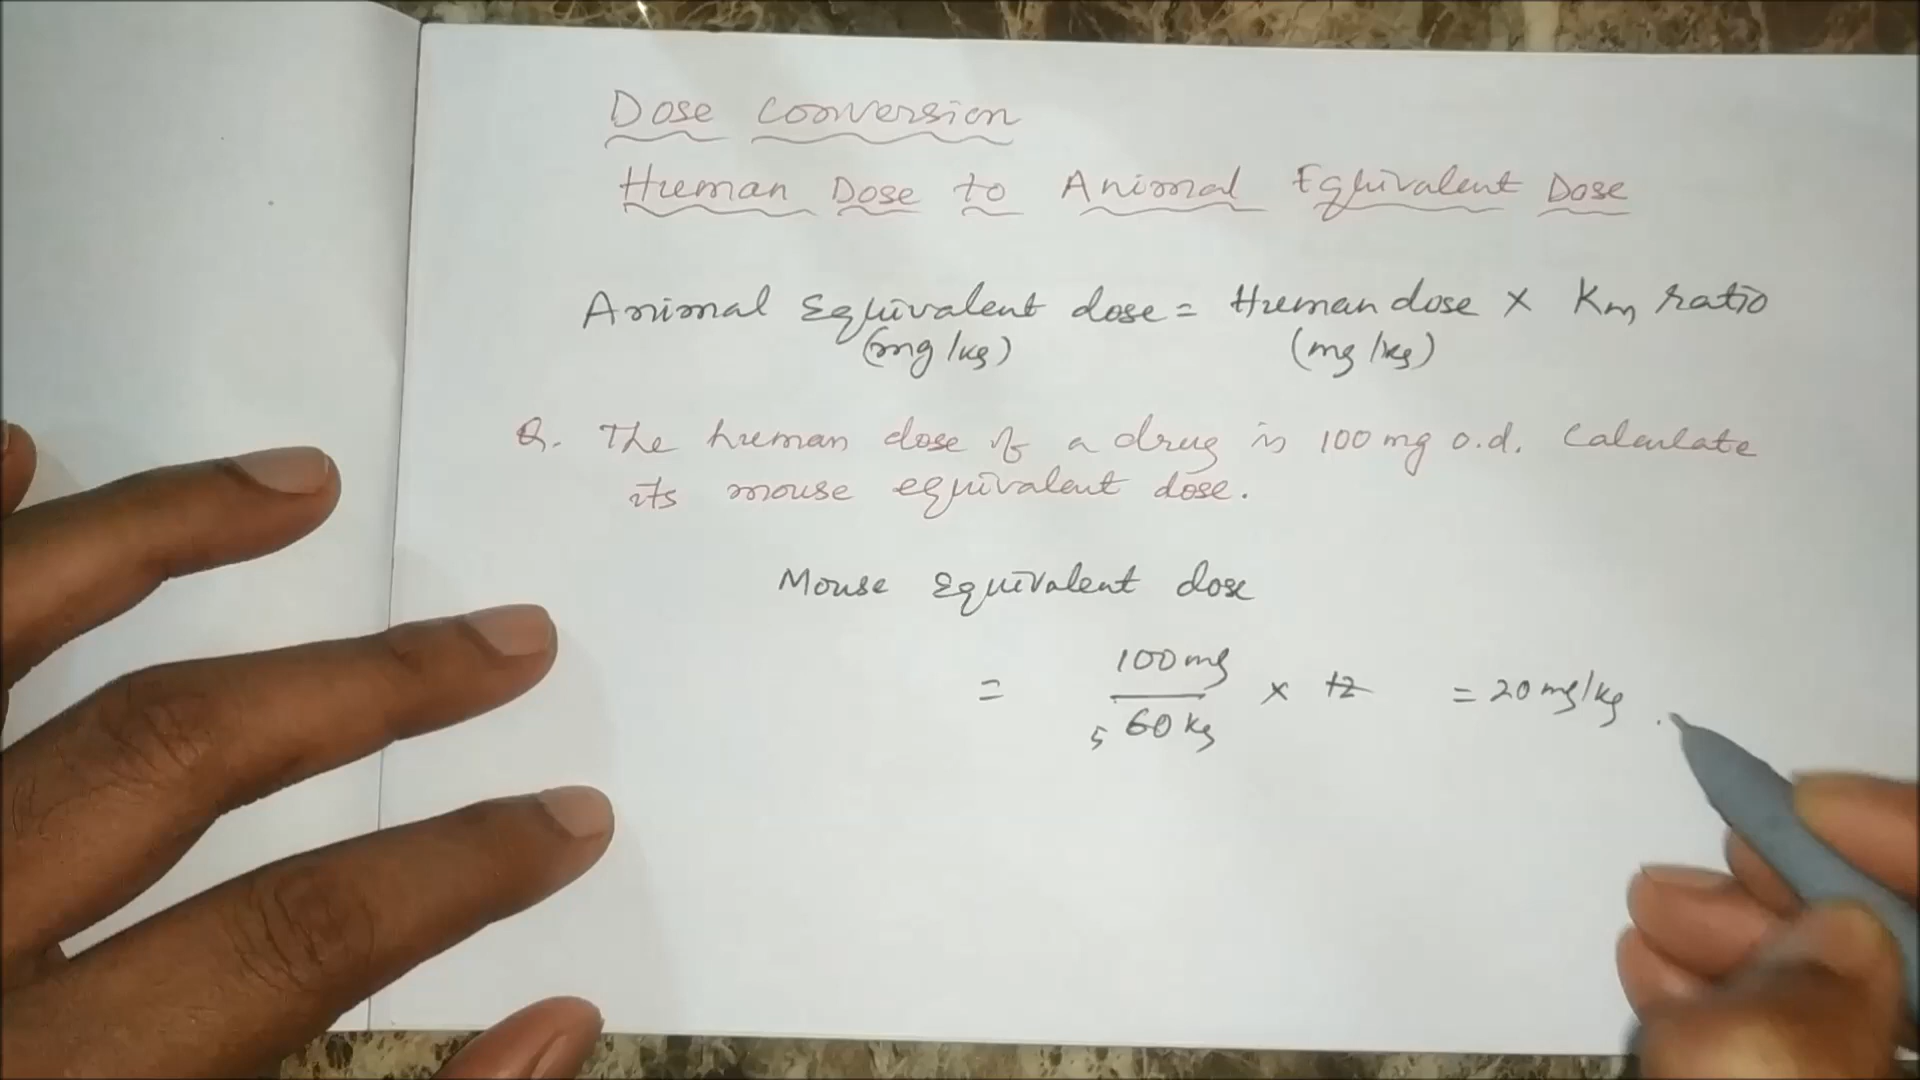 Dose Conversion
Human Dose to Animal Equivalent Dose
Animal Equivalent dose = Human dose × Km ratio
(mg/kg) (mg/kg)
Q. The human dose of a drug is 100 mg o.d. Calculate
its mouse equivalent dose.
Mouse Equivalent dose
= 100 mg / 60 kg × 12 = 20 mg/kg.
5